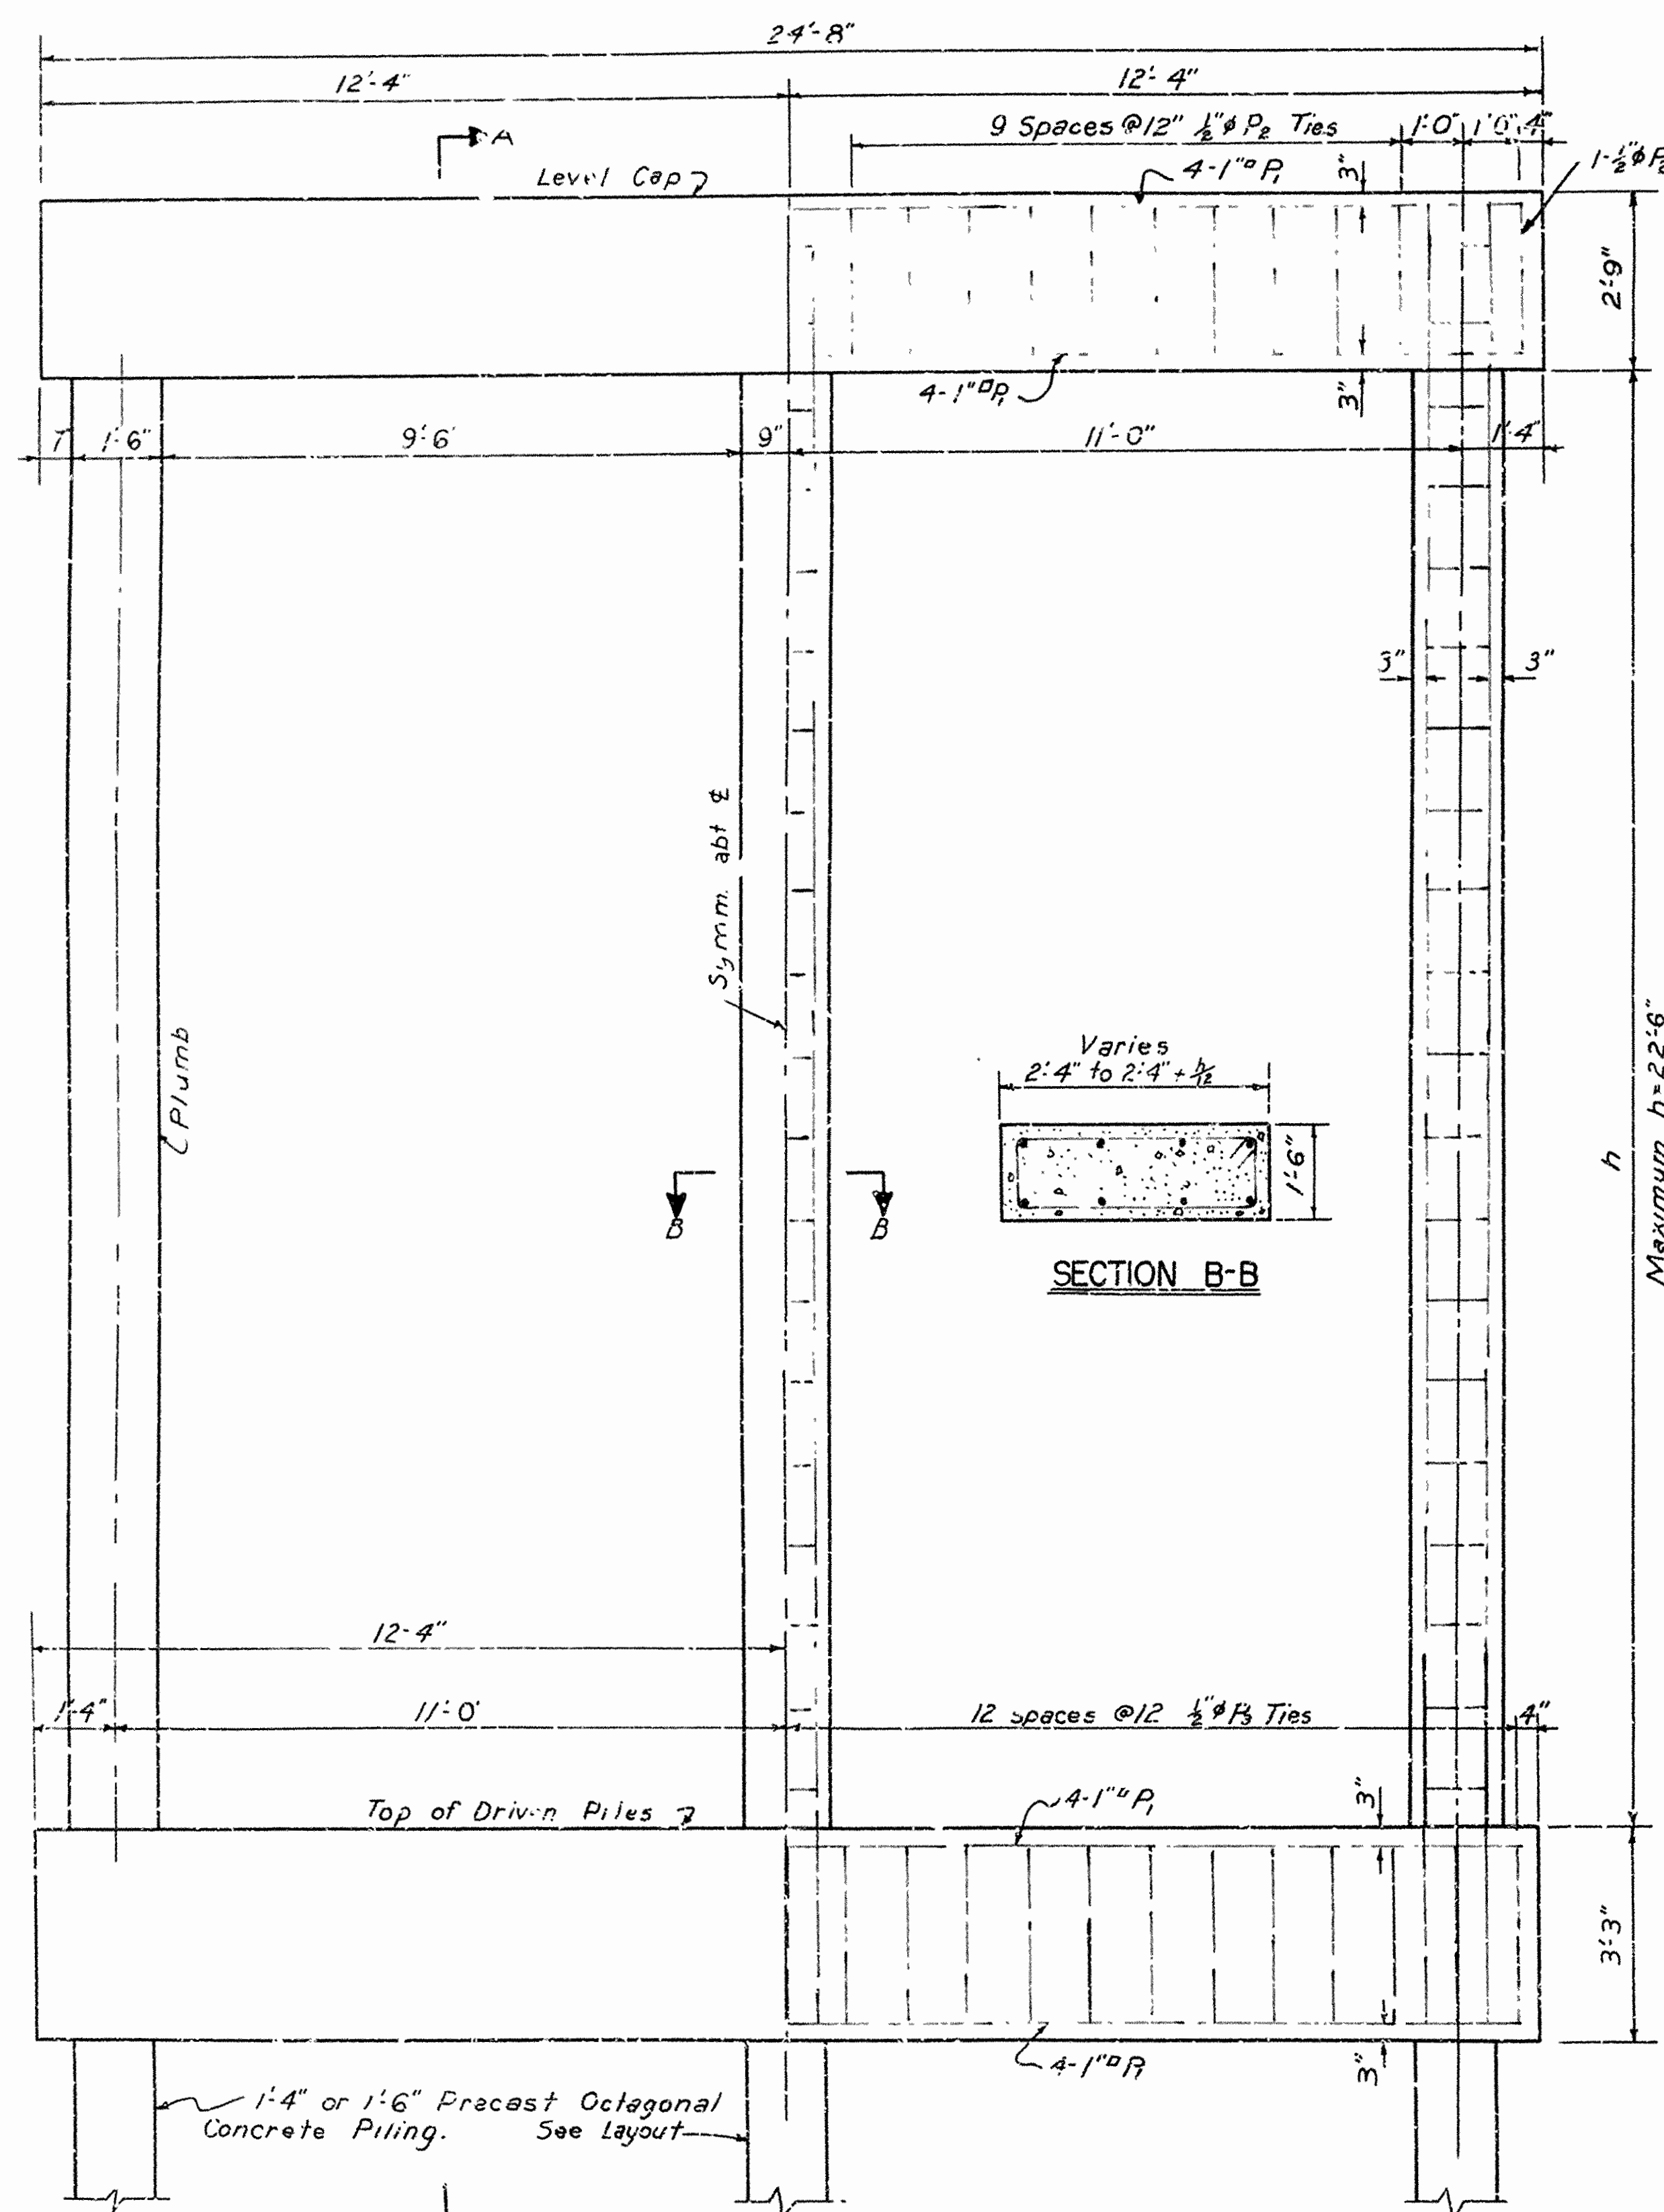 24'-8"
12'-4"
12'-4"
9 Spaces @12" ½"ϕ P₂ Ties
1'-0"
1'-0"
4"
A
Level Cap
4-1"□ P₁
3"
1-½"ϕ
2'-9"
4-1"□ P₁
3"
7"
1'-6"
9'-6"
9"
11'-0"
1'-4"
3"
3"
Symm. abt ℄
Plumb
Varies
2'-4" to 2'-4" + h/12
1'-6"
B
B
SECTION B-B
h
Maximum h=22'-6"
12'-4"
1'-4"
11'-0"
12 spaces @12 ½"ϕ P₃ Ties
4"
Top of Driven Piles
4-1"□ P₁
3"
3'-3"
4-1"□ P₁
3"
1'-4" or 1'-6" Precast Octagonal
Concrete Piling. See Layout